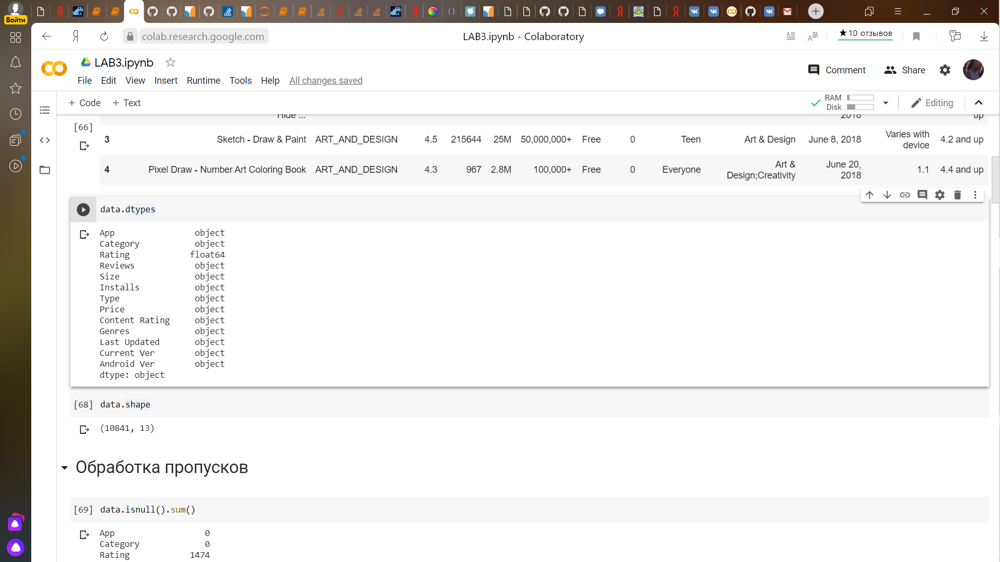 Войти
colab.research.google.com
LAB3.ipynb - Colaboratory
★10 отзывов
LAB3.ipynb
Comment
Share
File Edit View Insert Runtime Tools Help All changes saved
+ Code + Text
RAM
Disk
Editing
Hide ... 2018 up
[66]
3 Sketch - Draw & Paint ART_AND_DESIGN 4.5 215644 25M 50,000,000+ Free 0 Teen Art & Design June 8, 2018 Varies with device 4.2 and up
4 Pixel Draw - Number Art Coloring Book ART_AND_DESIGN 4.3 967 2.8M 100,000+ Free 0 Everyone Art & Design;Creativity June 20, 2018 1.1 4.4 and up
data.dtypes
App object
Category object
Rating float64
Reviews object
Size object
Installs object
Type object
Price object
Content Rating object
Genres object
Last Updated object
Current Ver object
Android Ver object
dtype: object
[68] data.shape
(10841, 13)
Обработка пропусков
[69] data.isnull().sum()
App 0
Category 0
Rating 1474